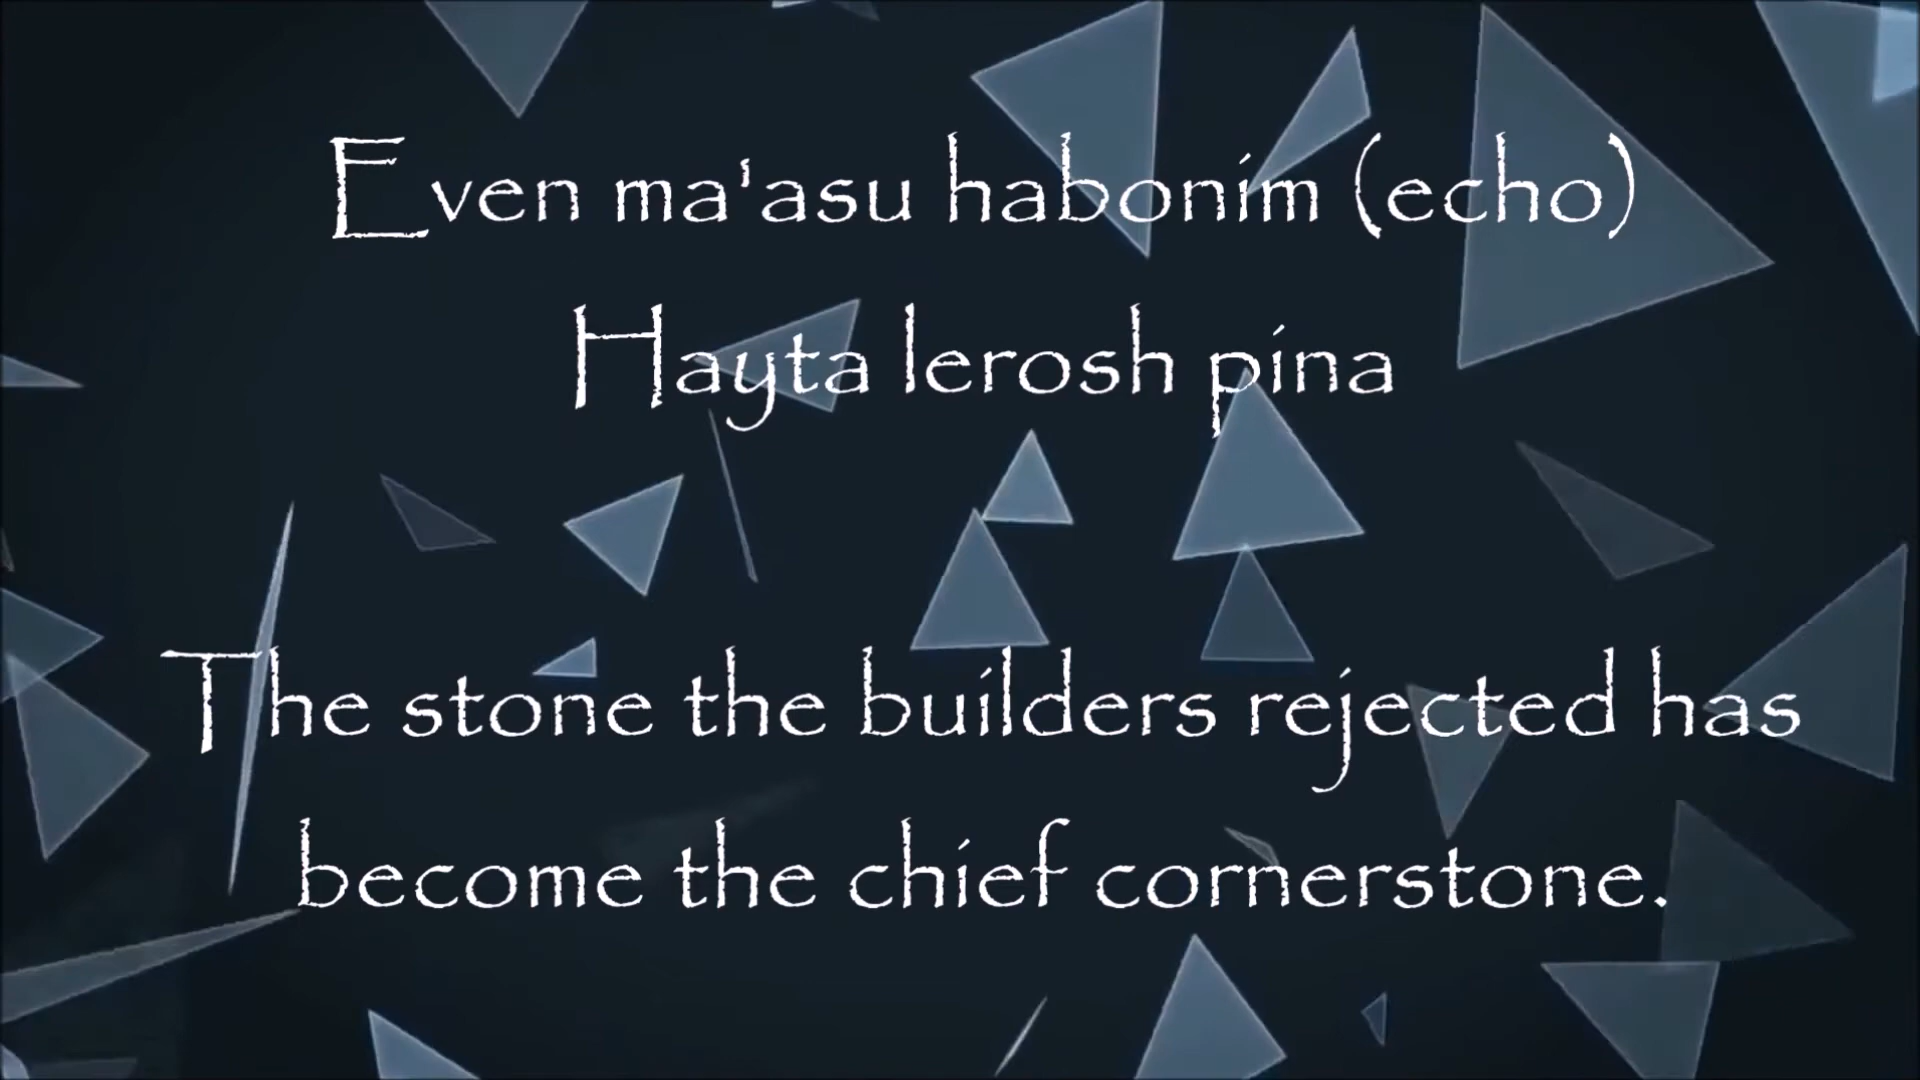 Even ma'asu habonim (echo)
Hayta lerosh pina
The stone the builders rejected has
become the chief cornerstone.